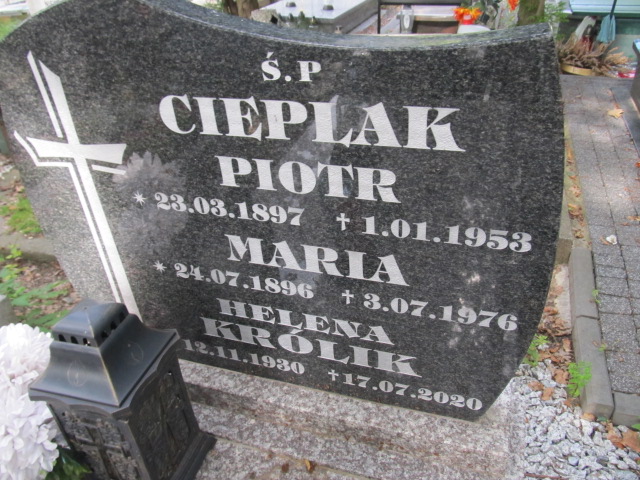 Ś.P
CIEPLAK
PIOTR
* 23.03.1897 † 1.01.1953
MARIA
* 24.07.1896 † 3.07.1976
HELENA
KRÓLIK
12.11.1930 † 17.07.2020